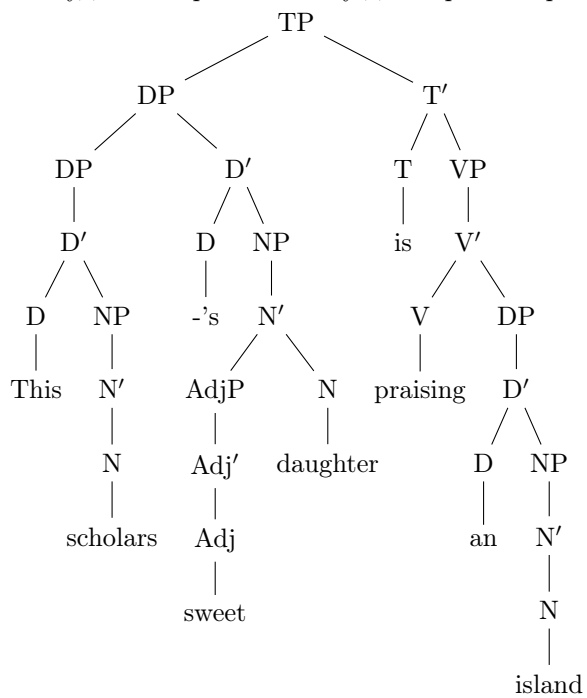 TP
DP T′
DP D′ T VP
D′ D NP is V′
D NP -'s N′ V DP
This N′ AdjP N praising D′
N Adj′ daughter D NP
scholars Adj an N′
sweet N
island